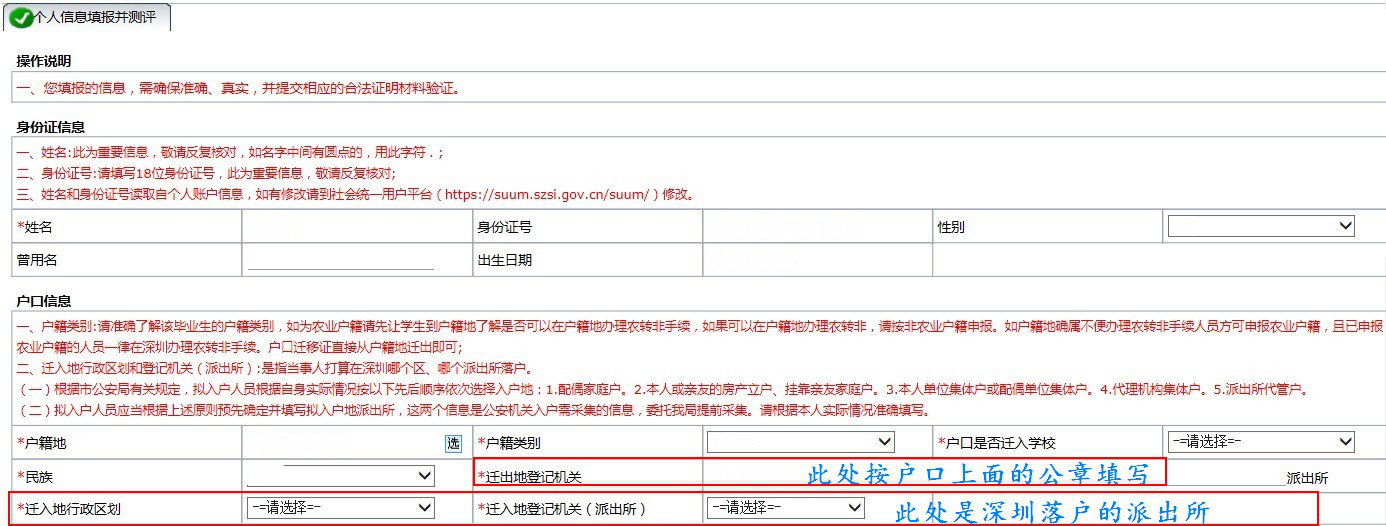 个人信息填报并测评
操作说明
一、您填报的信息，需确保准确、真实，并提交相应的合法证明材料验证。
身份证信息
一、姓名:此为重要信息，敬请反复核对，如名字中间有圆点的，用此字符．;
二、身份证号:请填写18位身份证号，此为重要信息，敬请反复核对;
三、姓名和身份证号读取自个人账户信息，如有修改请到社会统一用户平台（https://suum.szsi.gov.cn/suum/）修改。
*姓名 身份证号 性别
曾用名 出生日期
户口信息
一、户籍类别:请准确了解该毕业生的户籍类别，如为农业户籍请先让学生到户籍地了解是否可以在户籍地办理农转非手续，如果可以在户籍地办理农转非，请按非农业户籍申报。如户籍地确属不便办理农转非手续人员方可申报农业户籍，且已申报
农业户籍的人员一律在深圳办理农转非手续。户口迁移证直接从户籍地迁出即可;
二、迁入地行政区划和登记机关（派出所）:是指当事人打算在深圳哪个区、哪个派出所落户。
（一）根据市公安局有关规定，拟入户人员根据自身实际情况按以下先后顺序依次选择入户地：1.配偶家庭户。2.本人或亲友的房产立户、挂靠亲友家庭户。3.本人单位集体户或配偶单位集体户。4.代理机构集体户。5.派出所代管户。
（二）拟入户人员应当根据上述原则预先确定并填写拟入户地派出所，这两个信息是公安机关入户需采集的信息，委托我局提前采集。请根据本人实际情况准确填写。
*户籍地 选 *户籍类别 *户口是否迁入学校 -=请选择=-
*民族 *迁出地登记机关 此处按户口上面的公章填写 派出所
*迁入地行政区划 -=请选择=- *迁入地登记机关（派出所） -=请选择=- 此处是深圳落户的派出所